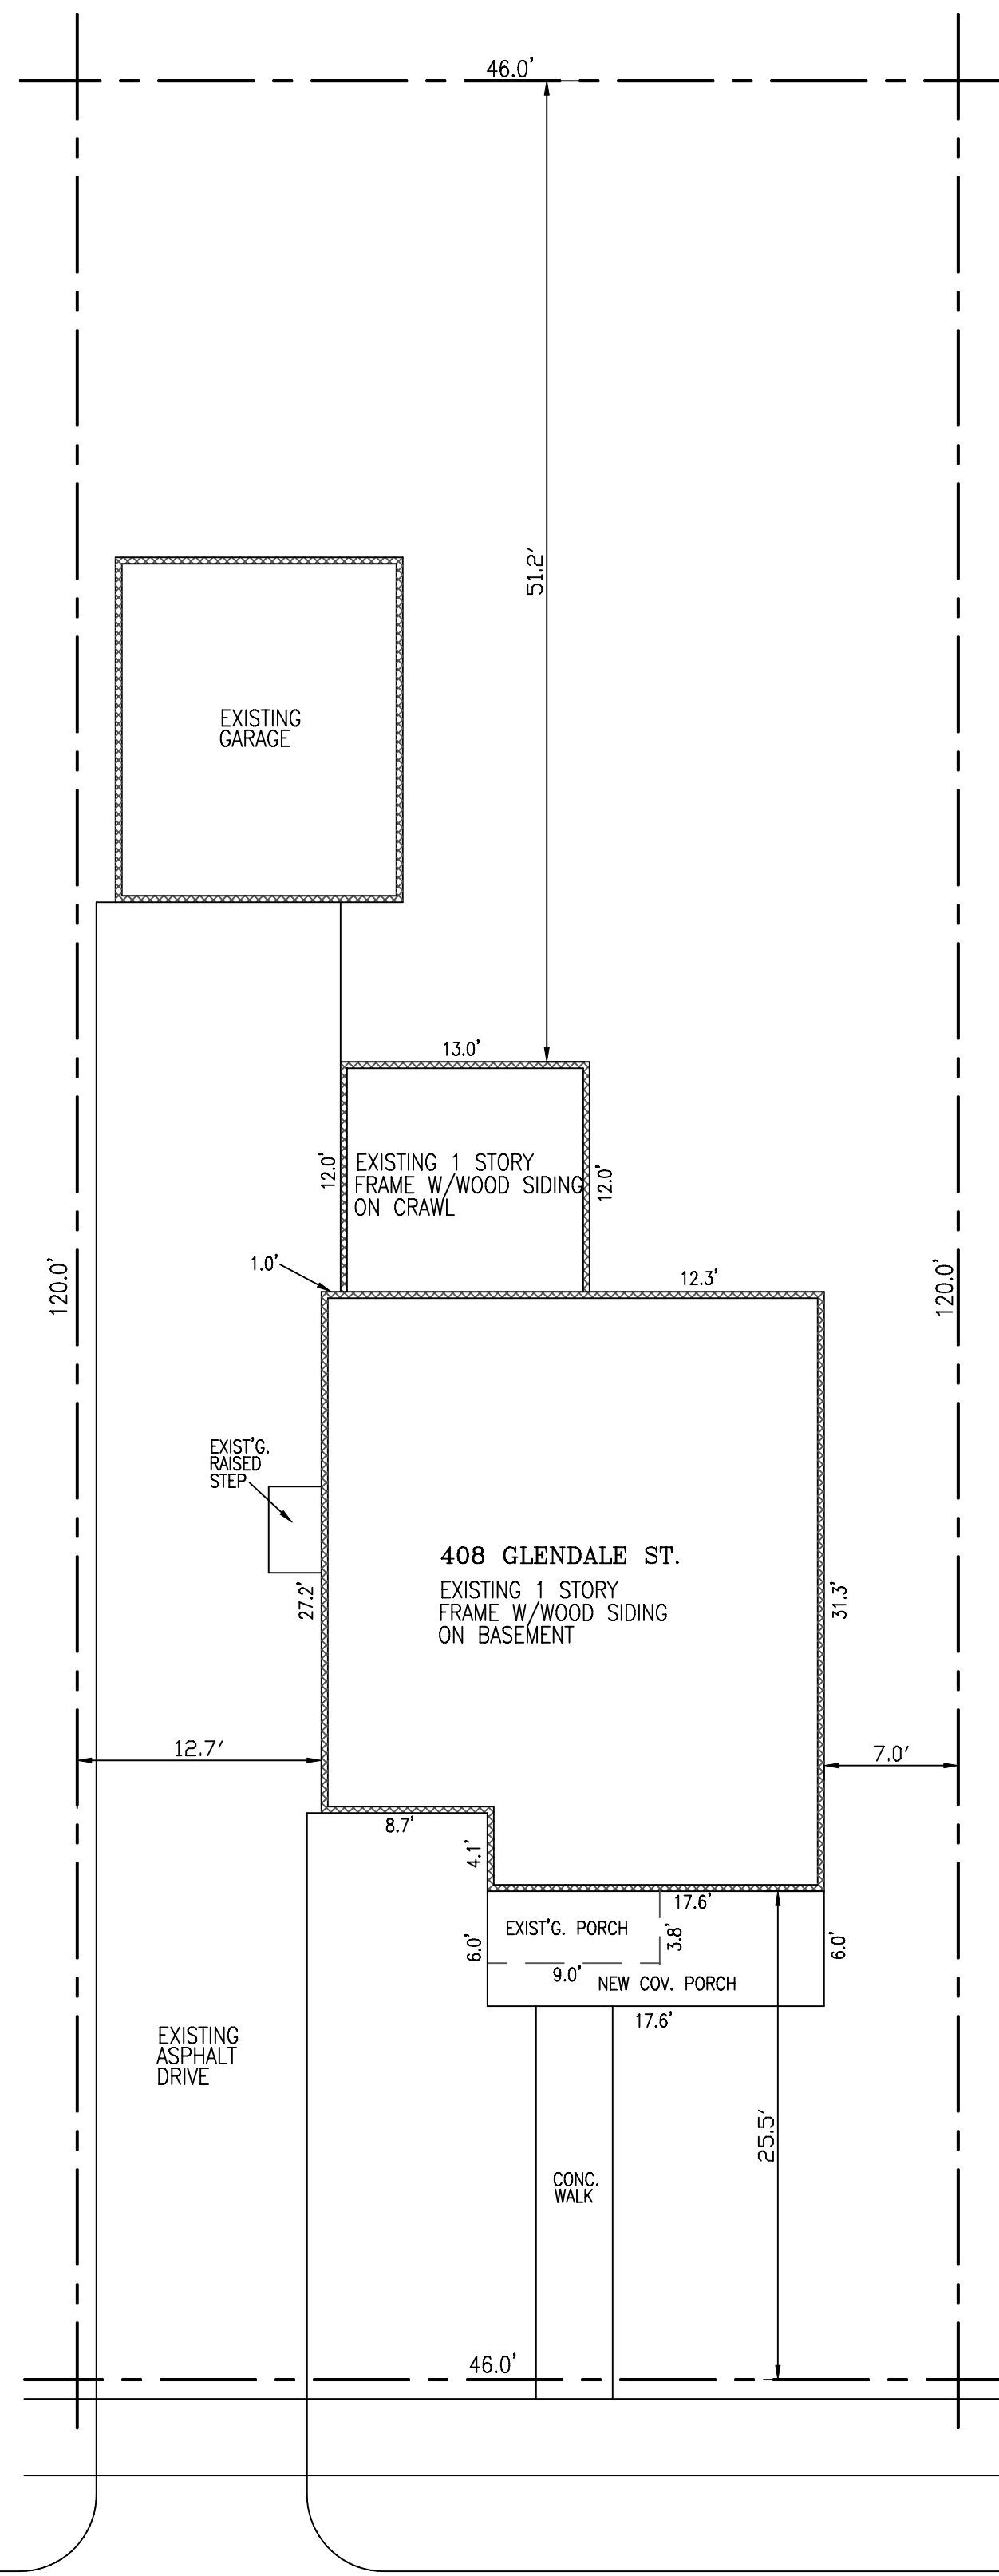 46.0'
51.2'
EXISTING
GARAGE
13.0'
12.0'
EXISTING 1 STORY
FRAME W/WOOD SIDING
ON CRAWL
12.0'
1.0'
12.3'
120.0'
120.0'
EXIST'G.
RAISED
STEP
408 GLENDALE ST.
EXISTING 1 STORY
FRAME W/WOOD SIDING
ON BASEMENT
27.2'
31.3'
12.7'
7.0'
8.7'
4.1'
17.6'
EXIST'G. PORCH
3.8'
6.0'
6.0'
9.0'
NEW COV. PORCH
17.6'
EXISTING
ASPHALT
DRIVE
25.5'
CONC.
WALK
46.0'